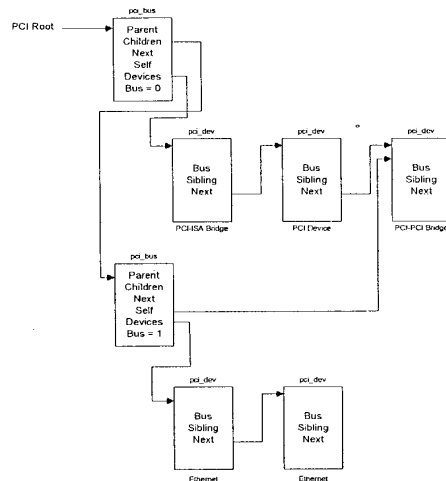 pci_bus
PCI Root
Parent
Children
Next
Self
Devices
Bus = 0
pci_dev
pci_dev
pci_dev
Bus
Sibling
Next
Bus
Sibling
Next
Bus
Sibling
Next
PCI-ISA Bridge
PCI Device
PCI-PCI Bridge
pci_bus
Parent
Children
Next
Self
Devices
Bus = 1
pci_dev
pci_dev
Bus
Sibling
Next
Bus
Sibling
Next
Ethernet
Ethernet